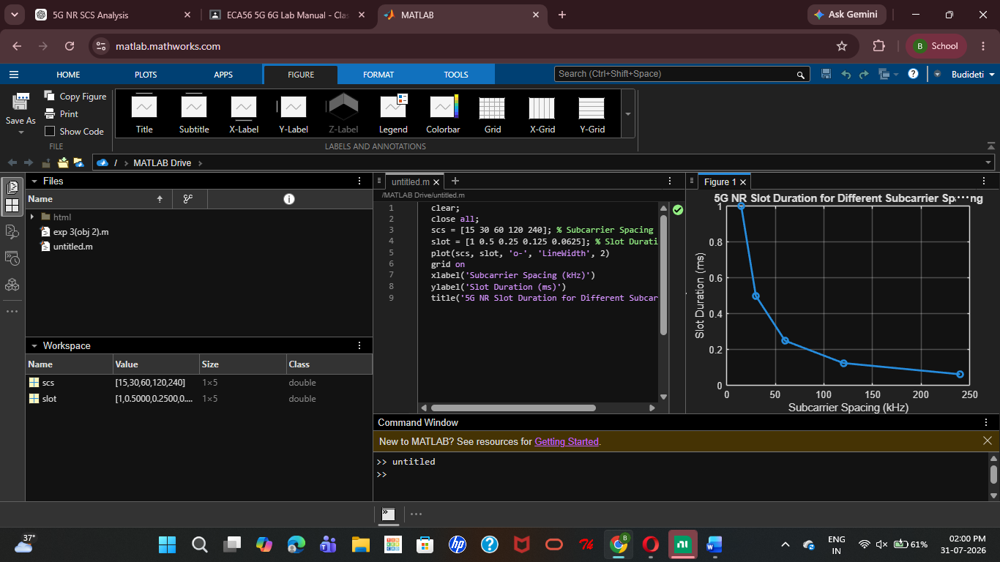 5G NR SCS Analysis
ECA56 5G 6G Lab Manual - Clas
MATLAB
Ask Gemini
matlab.mathworks.com
B School
HOME PLOTS APPS FIGURE FORMAT TOOLS
Search (Ctrl+Shift+Space)
Budideti
Save As
Copy Figure
Print
Show Code
FILE
Title Subtitle X-Label Y-Label Z-Label Legend Colorbar Grid X-Grid Y-Grid
LABELS AND ANNOTATIONS
/ > MATLAB Drive >
Files
Name
html
exp 3(obj 2).m
untitled.m
Workspace
Name Value Size Class
scs [15,30,60,120,240] 1×5 double
slot [1,0.5000,0.2500,0.... 1×5 double
untitled.m
/MATLAB Drive/untitled.m
1 clear;
2 close all;
3 scs = [15 30 60 120 240]; % Subcarrier Spacing
4 slot = [1 0.5 0.25 0.125 0.0625]; % Slot Durati
5 plot(scs, slot, 'o-', 'LineWidth', 2)
6 grid on
7 xlabel('Subcarrier Spacing (kHz)')
8 ylabel('Slot Duration (ms)')
9 title('5G NR Slot Duration for Different Subcar
Figure 1
5G NR Slot Duration for Different Subcarrier Sp ng
1
0.8
0.6
0.4
0.2
0
Slot Duration (ms)
0 50 100 150 200 250
Subcarrier Spacing (kHz)
Command Window
New to MATLAB? See resources for Getting Started.
>> untitled
>>
37°
ENG
IN
61%
02:00 PM
31-07-2026